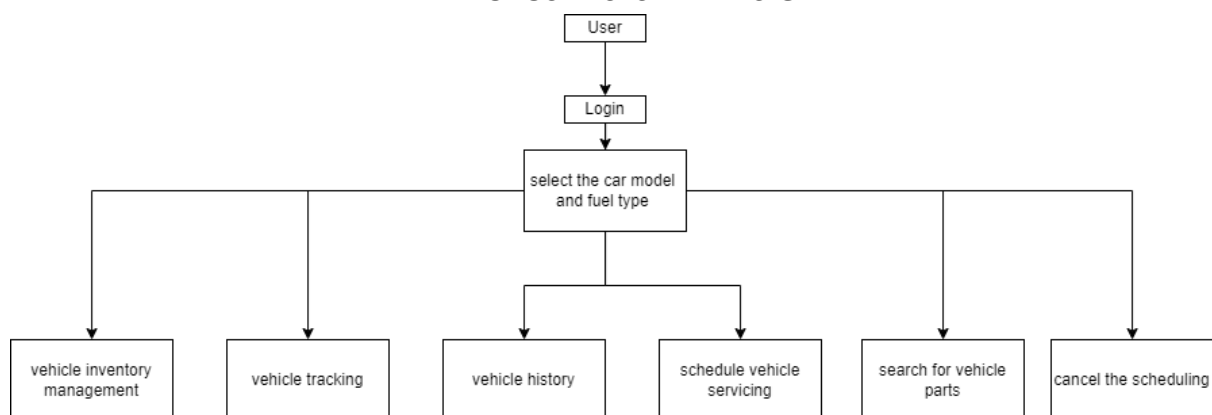 User
Login
select the car model
and fuel type
vehicle inventory
management
vehicle tracking
vehicle history
schedule vehicle
servicing
search for vehicle
parts
cancel the scheduling